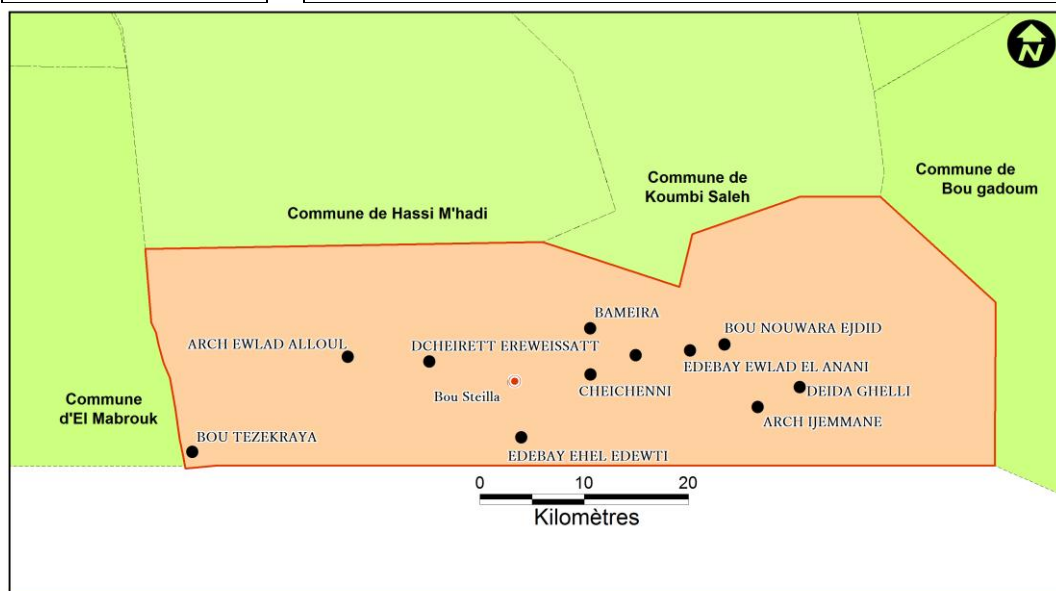 N
Commune de
Bou gadoum
Commune de
Koumbi Saleh
Commune de Hassi M'hadi
BAMEIRA
BOU NOUWARA EJDID
ARCH EWLAD ALLOUL
DCHEIRETT EREWEISSATT
EDEBAY EWLAD EL ANANI
CHEICHENNI
DEIDA GHELLI
Bou Steilla
Commune
d'El Mabrouk
ARCH IJEMMANE
BOU TEZEKRAYA
EDEBAY EHEL EDEWTI
0 10 20
Kilomètres